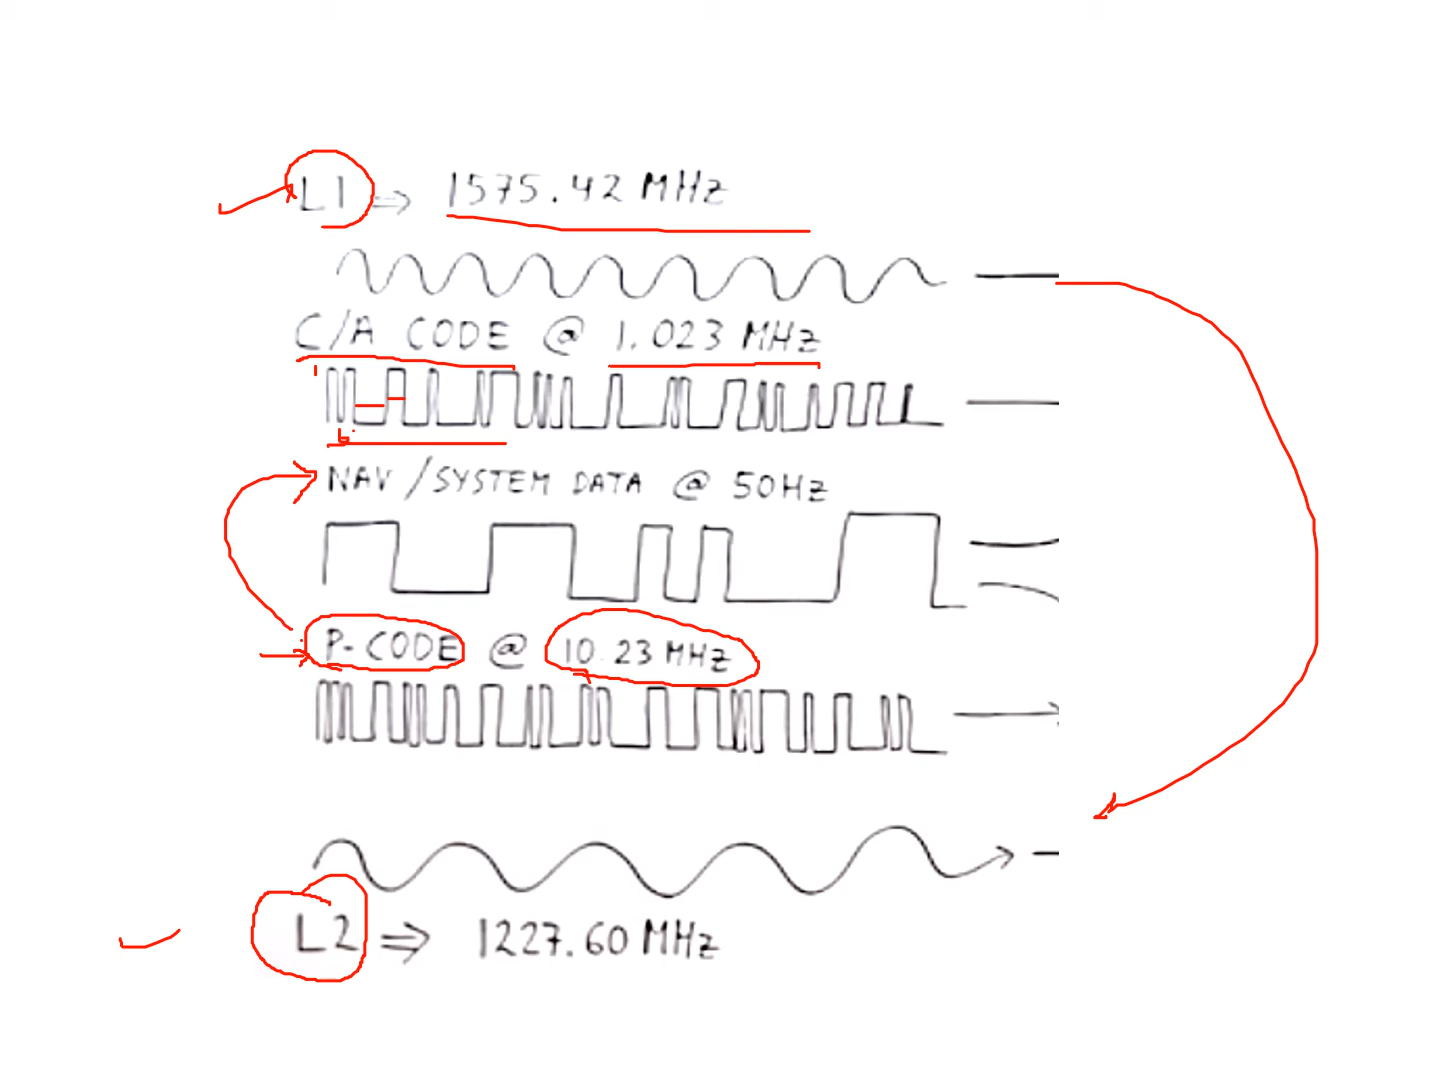 L1 ⇒ 1575.42 MHz
C/A CODE @ 1.023 MHz
NAV/SYSTEM DATA @ 50Hz
P-CODE @ 10.23 MHz
L2 ⇒ 1227.60 MHz